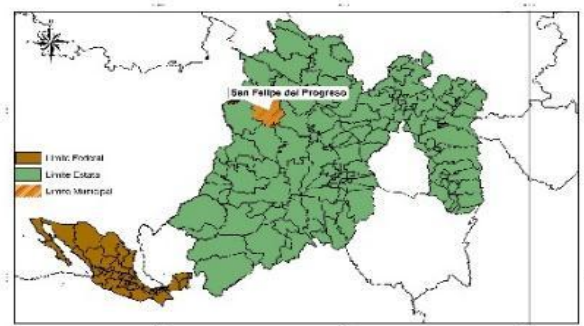 San Felipe del Progreso
Limite Federal
Limite Estatal
Limite Municipal